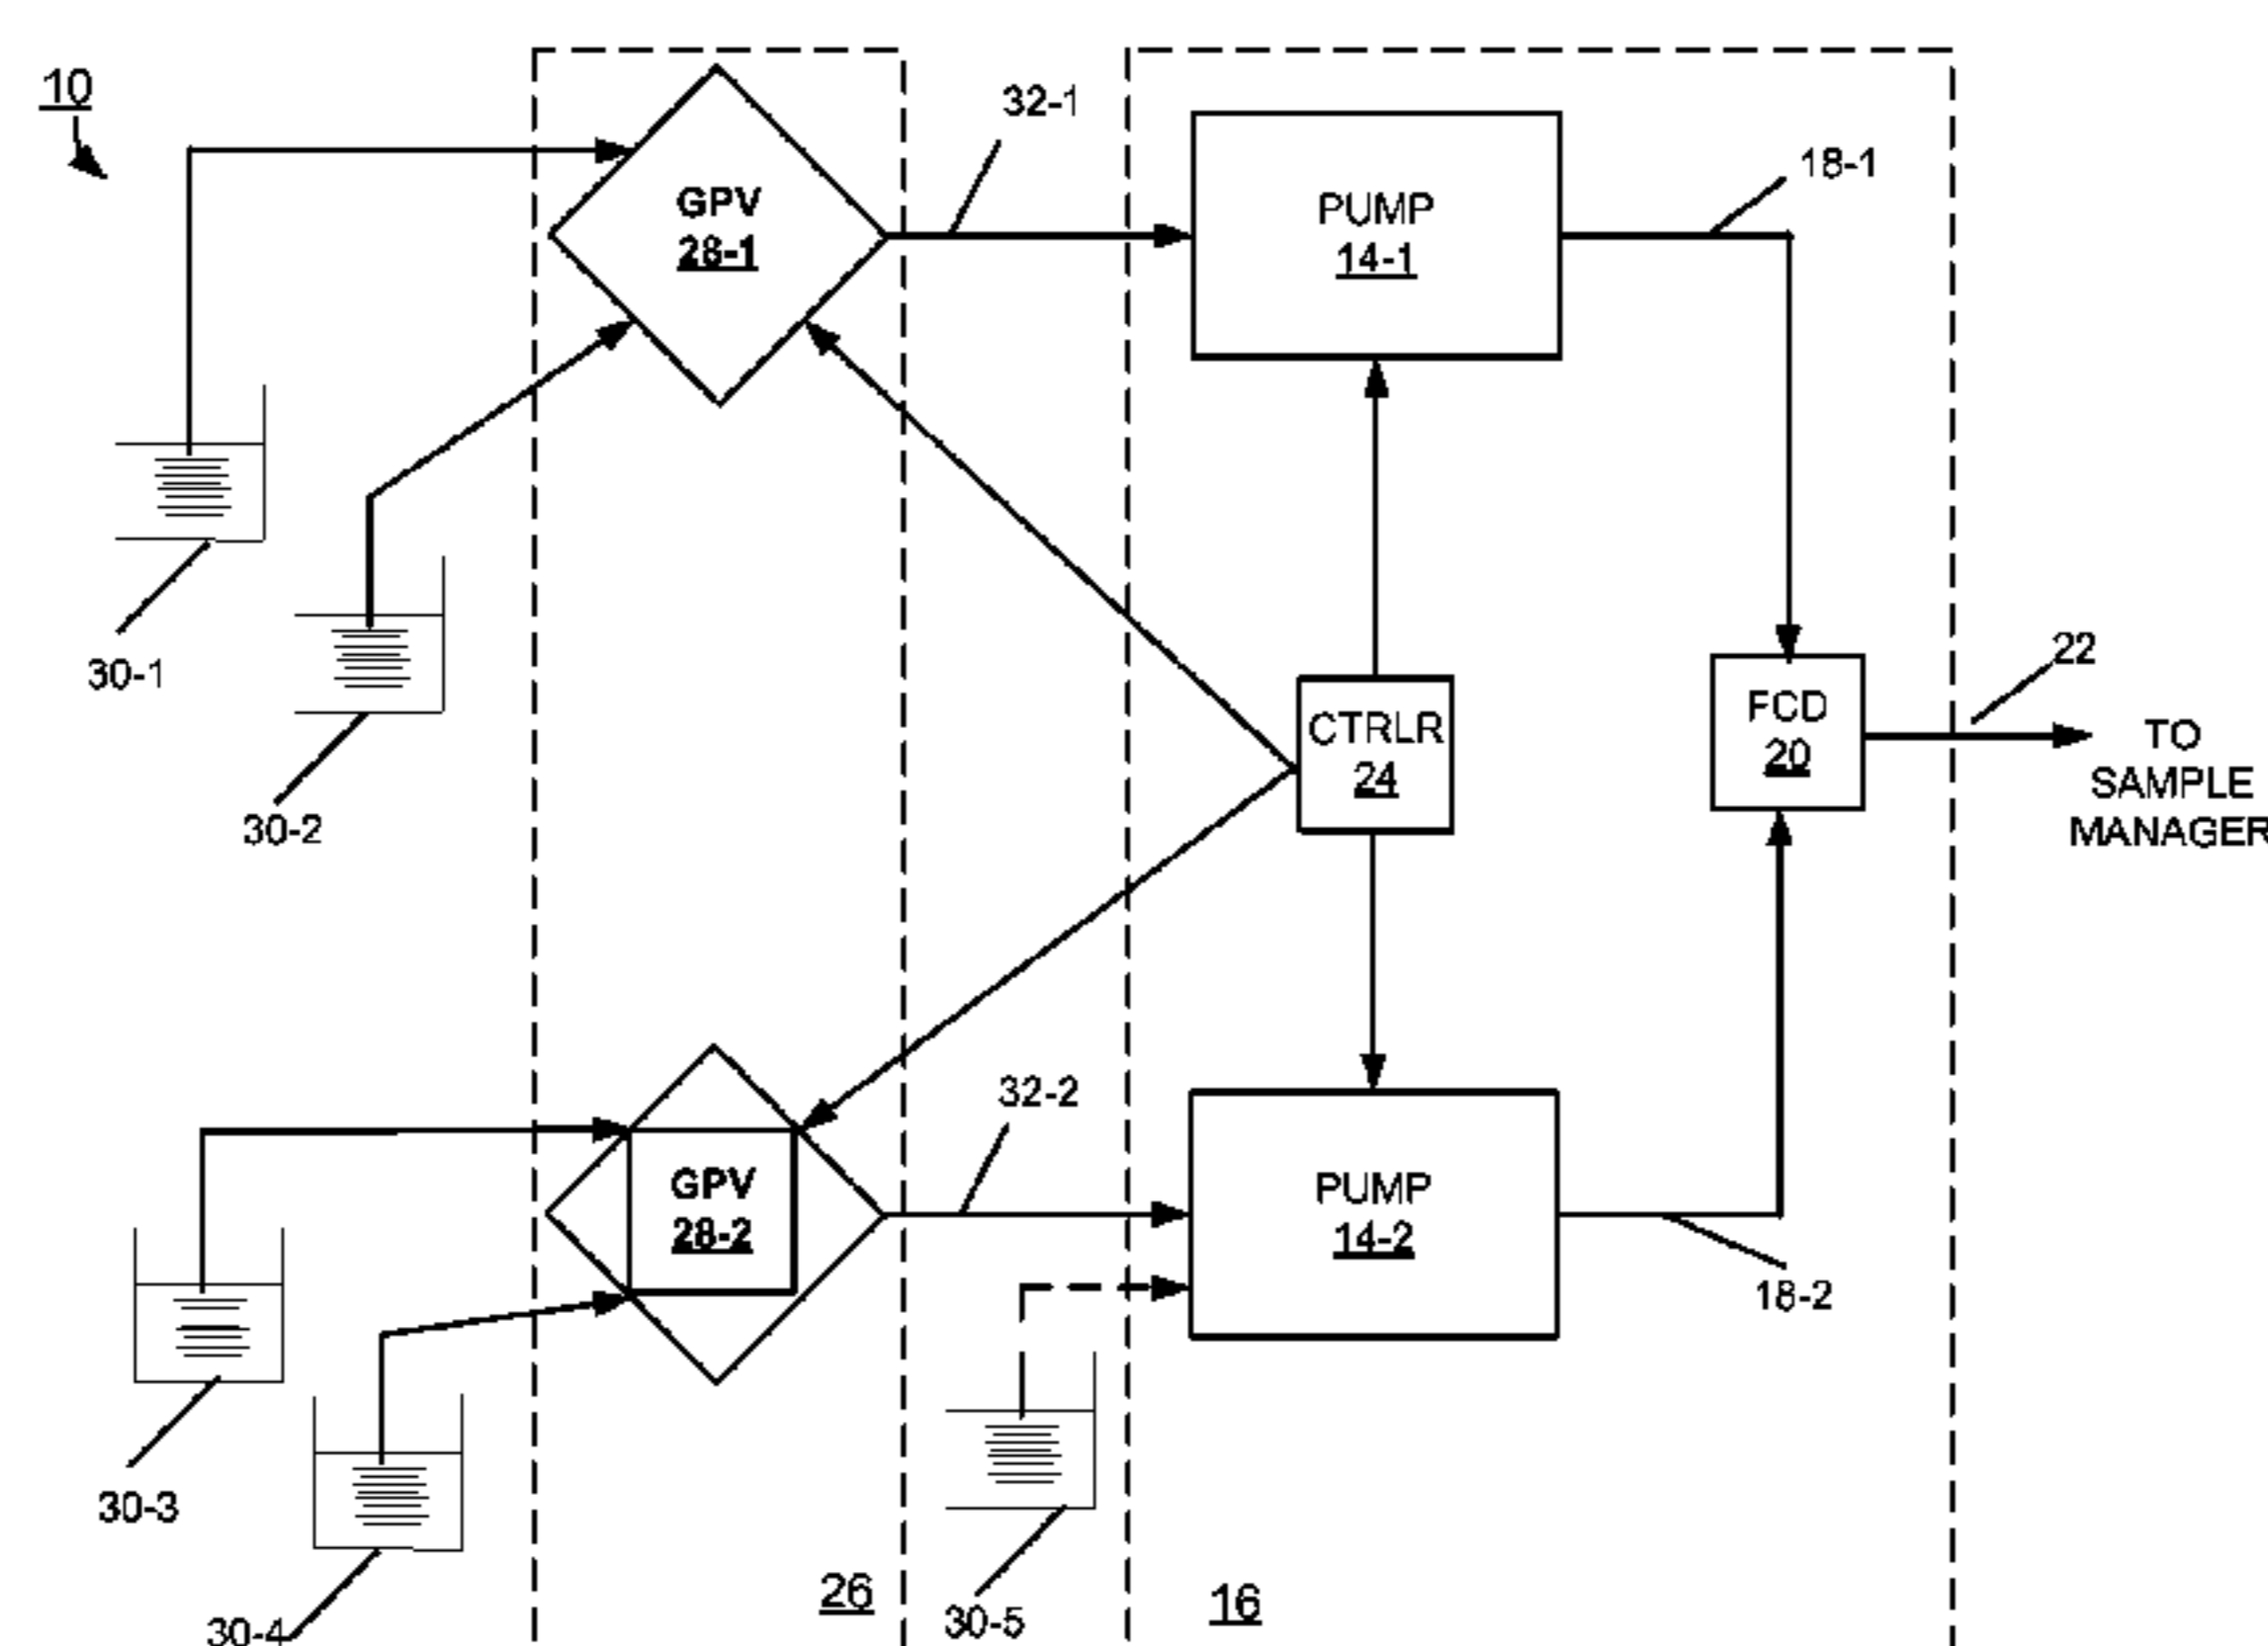 10
32-1
GPV
28-1
PUMP
14-1
18-1
30-1
30-2
CTRLR
24
FCD
20
22
TO
SAMPLE
MANAGER
32-2
GPV
28-2
PUMP
14-2
18-2
30-3
30-4
30-5
26
16